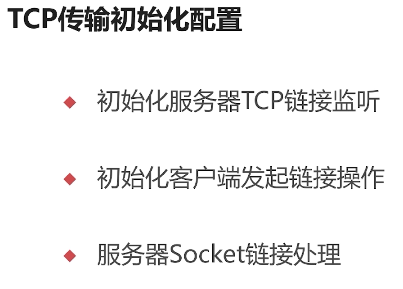 TCP传输初始化配置
初始化服务器TCP链接监听
初始化客户端发起链接操作
服务器Socket链接处理